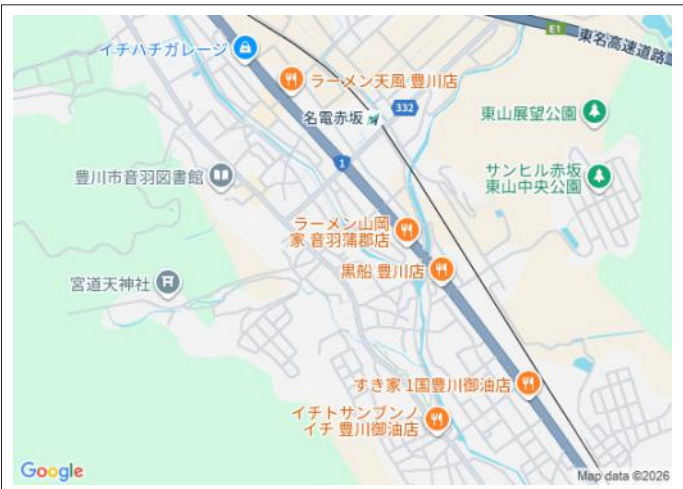 E1
東名高速道路
イチハチガレージ
ラーメン天風 豊川店
332
名電赤坂
東山展望公園
1
豊川市音羽図書館
サンヒル赤坂
東山中央公園
ラーメン山岡
家 音羽蒲郡店
黒船 豊川店
宮道天神社
すき家 1国豊川御油店
イチトサンブンノ
イチ 豊川御油店
Google
Map data ©2026